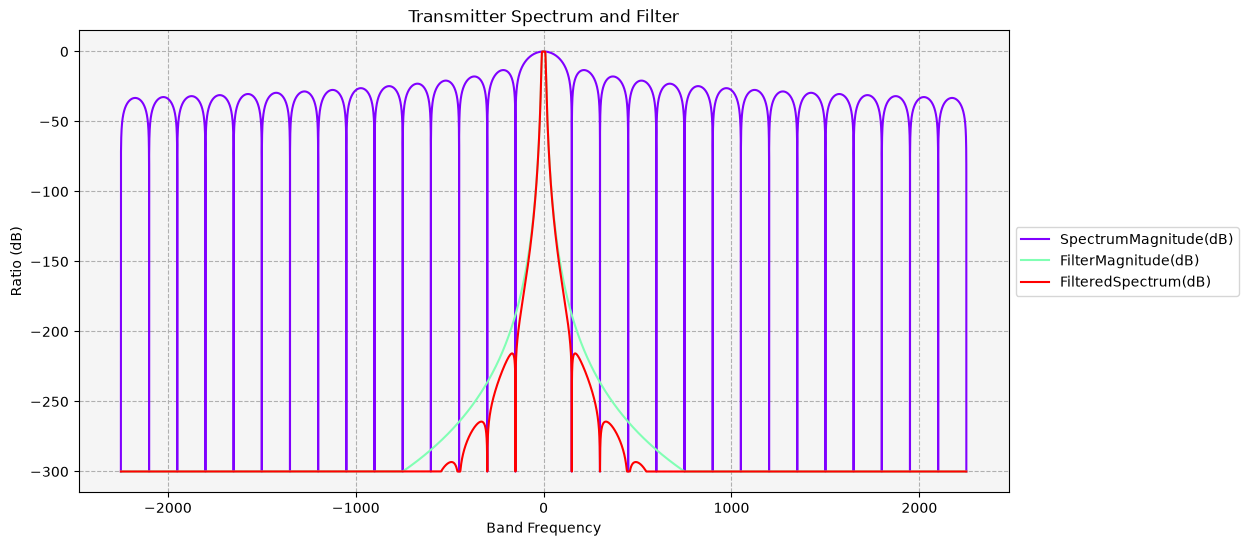 Transmitter Spectrum and Filter
0
−50
−100
−150
−200
−250
−300
Ratio (dB)
−2000
−1000
0
1000
2000
Band Frequency
SpectrumMagnitude(dB)
FilterMagnitude(dB)
FilteredSpectrum(dB)